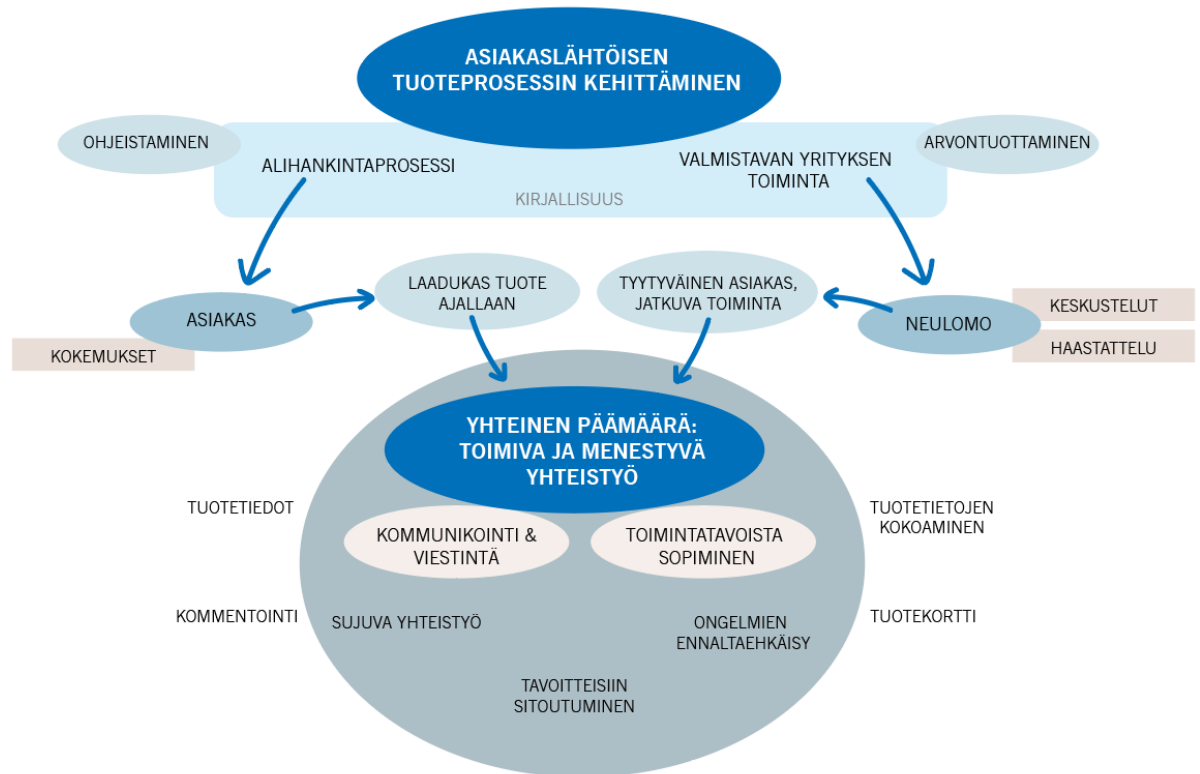 ASIAKASLÄHTÖISEN
TUOTEPROSESSIN KEHITTÄMINEN
OHJEISTAMINEN
ARVONTUOTTAMINEN
ALIHANKINTAPROSESSI
VALMISTAVAN YRITYKSEN
TOIMINTA
KIRJALLISUUS
LAADUKAS TUOTE
AJALLAAN
TYYTYVÄINEN ASIAKAS,
JATKUVA TOIMINTA
ASIAKAS
NEULOMO
KESKUSTELUT
KOKEMUKSET
HAASTATTELU
YHTEINEN PÄÄMÄÄRÄ:
TOIMIVA JA MENESTYVÄ
YHTEISTYÖ
TUOTETIEDOT
TUOTETIETOJEN
KOKOAMINEN
KOMMUNIKOINTI &
VIESTINTÄ
TOIMINTATAVOISTA
SOPIMINEN
KOMMENTOINTI
SUJUVA YHTEISTYÖ
ONGELMIEN
ENNALTAEHKÄISY
TUOTEKORTTI
TAVOITTEISIIN
SITOUTUMINEN